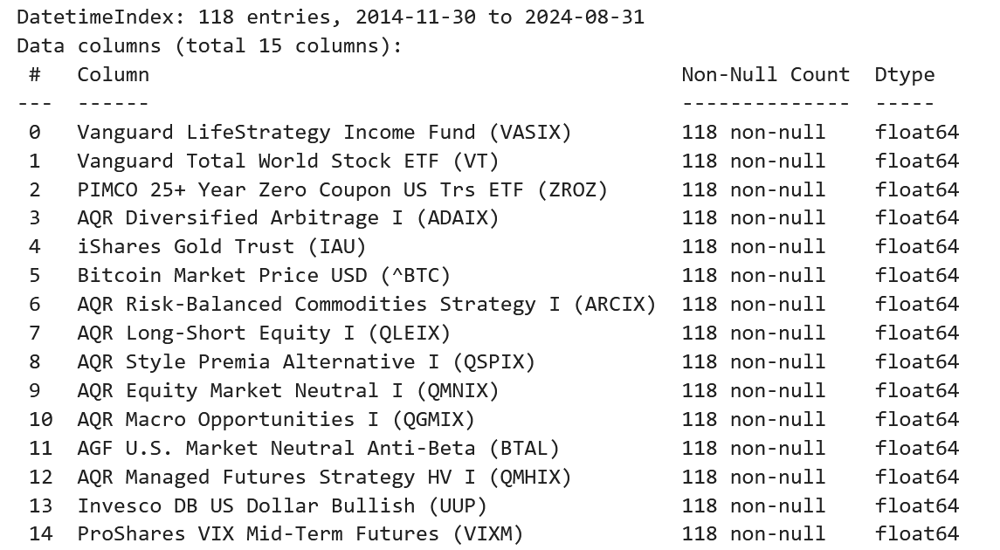 DatetimeIndex: 118 entries, 2014-11-30 to 2024-08-31
Data columns (total 15 columns):
 #   Column                                            Non-Null Count  Dtype
---  ------                                            --------------  -----
 0   Vanguard LifeStrategy Income Fund (VASIX)         118 non-null    float64
 1   Vanguard Total World Stock ETF (VT)               118 non-null    float64
 2   PIMCO 25+ Year Zero Coupon US Trs ETF (ZROZ)      118 non-null    float64
 3   AQR Diversified Arbitrage I (ADAIX)               118 non-null    float64
 4   iShares Gold Trust (IAU)                          118 non-null    float64
 5   Bitcoin Market Price USD (^BTC)                   118 non-null    float64
 6   AQR Risk-Balanced Commodities Strategy I (ARCIX)  118 non-null    float64
 7   AQR Long-Short Equity I (QLEIX)                   118 non-null    float64
 8   AQR Style Premia Alternative I (QSPIX)            118 non-null    float64
 9   AQR Equity Market Neutral I (QMNIX)               118 non-null    float64
 10  AQR Macro Opportunities I (QGMIX)                 118 non-null    float64
 11  AGF U.S. Market Neutral Anti-Beta (BTAL)          118 non-null    float64
 12  AQR Managed Futures Strategy HV I (QMHIX)         118 non-null    float64
 13  Invesco DB US Dollar Bullish (UUP)                118 non-null    float64
 14  ProShares VIX Mid-Term Futures (VIXM)             118 non-null    float64